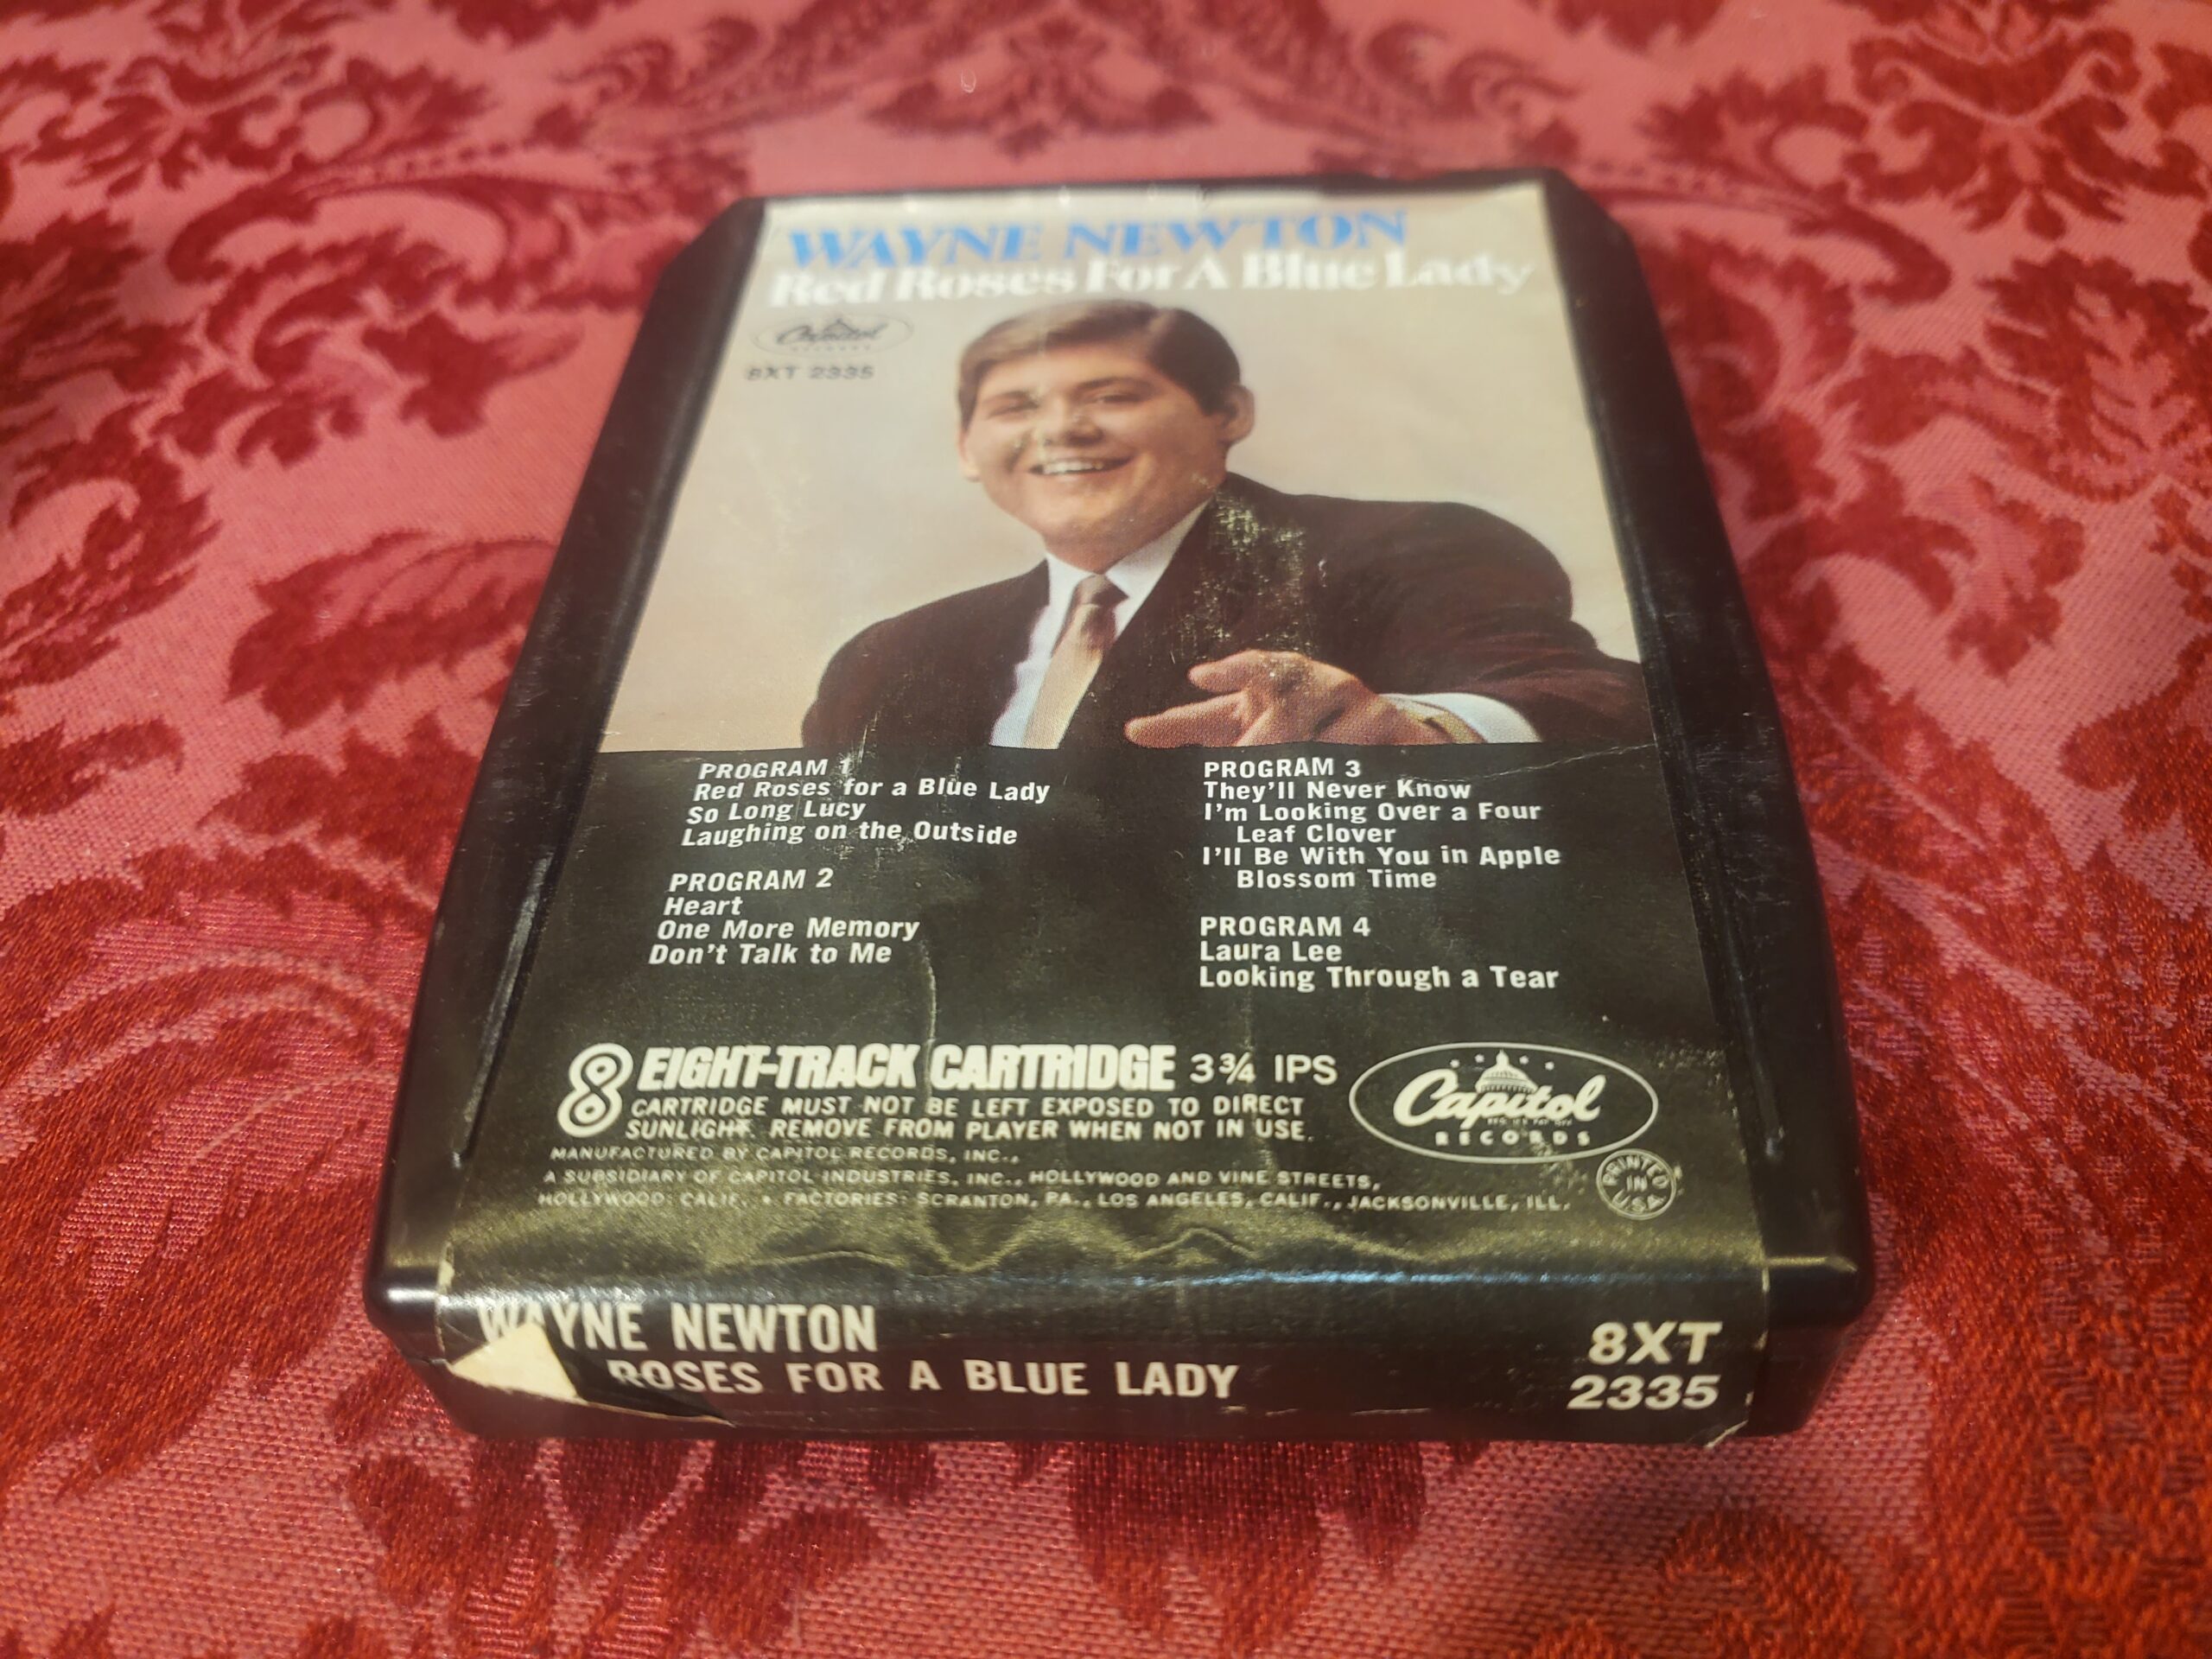 WAYNE NEWTON
Red Roses For A Blue Lady
Capitol
RECORDS
8XT 2335
PROGRAM 1
Red Roses for a Blue Lady
So Long Lucy
Laughing on the Outside
PROGRAM 2
Heart
One More Memory
Don't Talk to Me
PROGRAM 3
They'll Never Know
I'm Looking Over a Four
Leaf Clover
I'll Be With You in Apple
Blossom Time
PROGRAM 4
Laura Lee
Looking Through a Tear
8 EIGHT-TRACK CARTRIDGE 3¾ IPS
CARTRIDGE MUST NOT BE LEFT EXPOSED TO DIRECT
SUNLIGHT. REMOVE FROM PLAYER WHEN NOT IN USE.
MANUFACTURED BY CAPITOL RECORDS, INC.,
A SUBSIDIARY OF CAPITOL INDUSTRIES, INC., HOLLYWOOD AND VINE STREETS,
HOLLYWOOD, CALIF. • FACTORIES: SCRANTON, PA., LOS ANGELES, CALIF., JACKSONVILLE, ILL.
Capitol
RECORDS
PRINTED
IN
U.S.A.
WAYNE NEWTON
ROSES FOR A BLUE LADY
8XT
2335